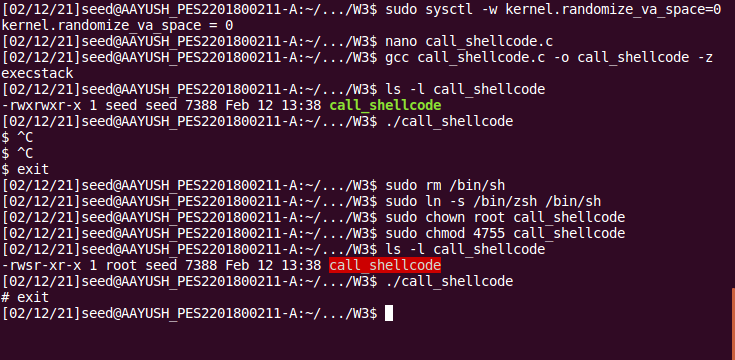 [02/12/21]seed@AAYUSH_PES2201800211-A:~/.../W3$ sudo sysctl -w kernel.randomize_va_space=0
kernel.randomize_va_space = 0
[02/12/21]seed@AAYUSH_PES2201800211-A:~/.../W3$ nano call_shellcode.c
[02/12/21]seed@AAYUSH_PES2201800211-A:~/.../W3$ gcc call_shellcode.c -o call_shellcode -z
execstack
[02/12/21]seed@AAYUSH_PES2201800211-A:~/.../W3$ ls -l call_shellcode
-rwxrwxr-x 1 seed seed 7388 Feb 12 13:38 call_shellcode
[02/12/21]seed@AAYUSH_PES2201800211-A:~/.../W3$ ./call_shellcode
$ ^C
$ ^C
$ exit
[02/12/21]seed@AAYUSH_PES2201800211-A:~/.../W3$ sudo rm /bin/sh
[02/12/21]seed@AAYUSH_PES2201800211-A:~/.../W3$ sudo ln -s /bin/zsh /bin/sh
[02/12/21]seed@AAYUSH_PES2201800211-A:~/.../W3$ sudo chown root call_shellcode
[02/12/21]seed@AAYUSH_PES2201800211-A:~/.../W3$ sudo chmod 4755 call_shellcode
[02/12/21]seed@AAYUSH_PES2201800211-A:~/.../W3$ ls -l call_shellcode
-rwsr-xr-x 1 root seed 7388 Feb 12 13:38 call_shellcode
[02/12/21]seed@AAYUSH_PES2201800211-A:~/.../W3$ ./call_shellcode
# exit
[02/12/21]seed@AAYUSH_PES2201800211-A:~/.../W3$